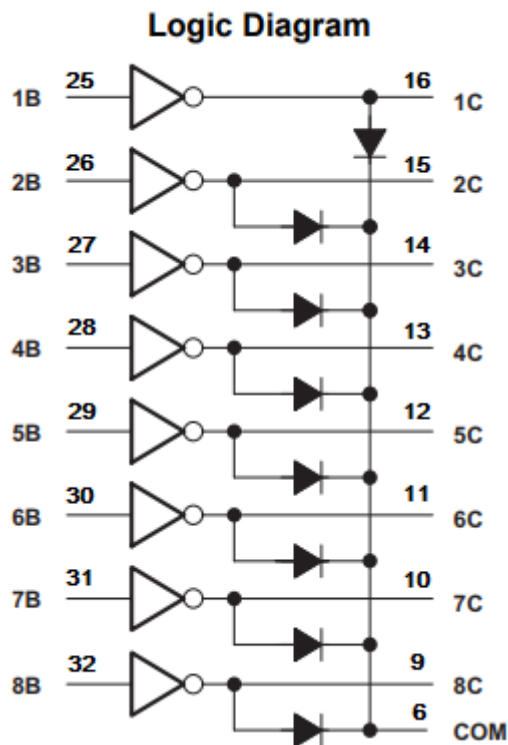 Logic Diagram
1B 25 16 1C
2B 26 15 2C
3B 27 14 3C
4B 28 13 4C
5B 29 12 5C
6B 30 11 6C
7B 31 10 7C
8B 32 9 8C
6 COM